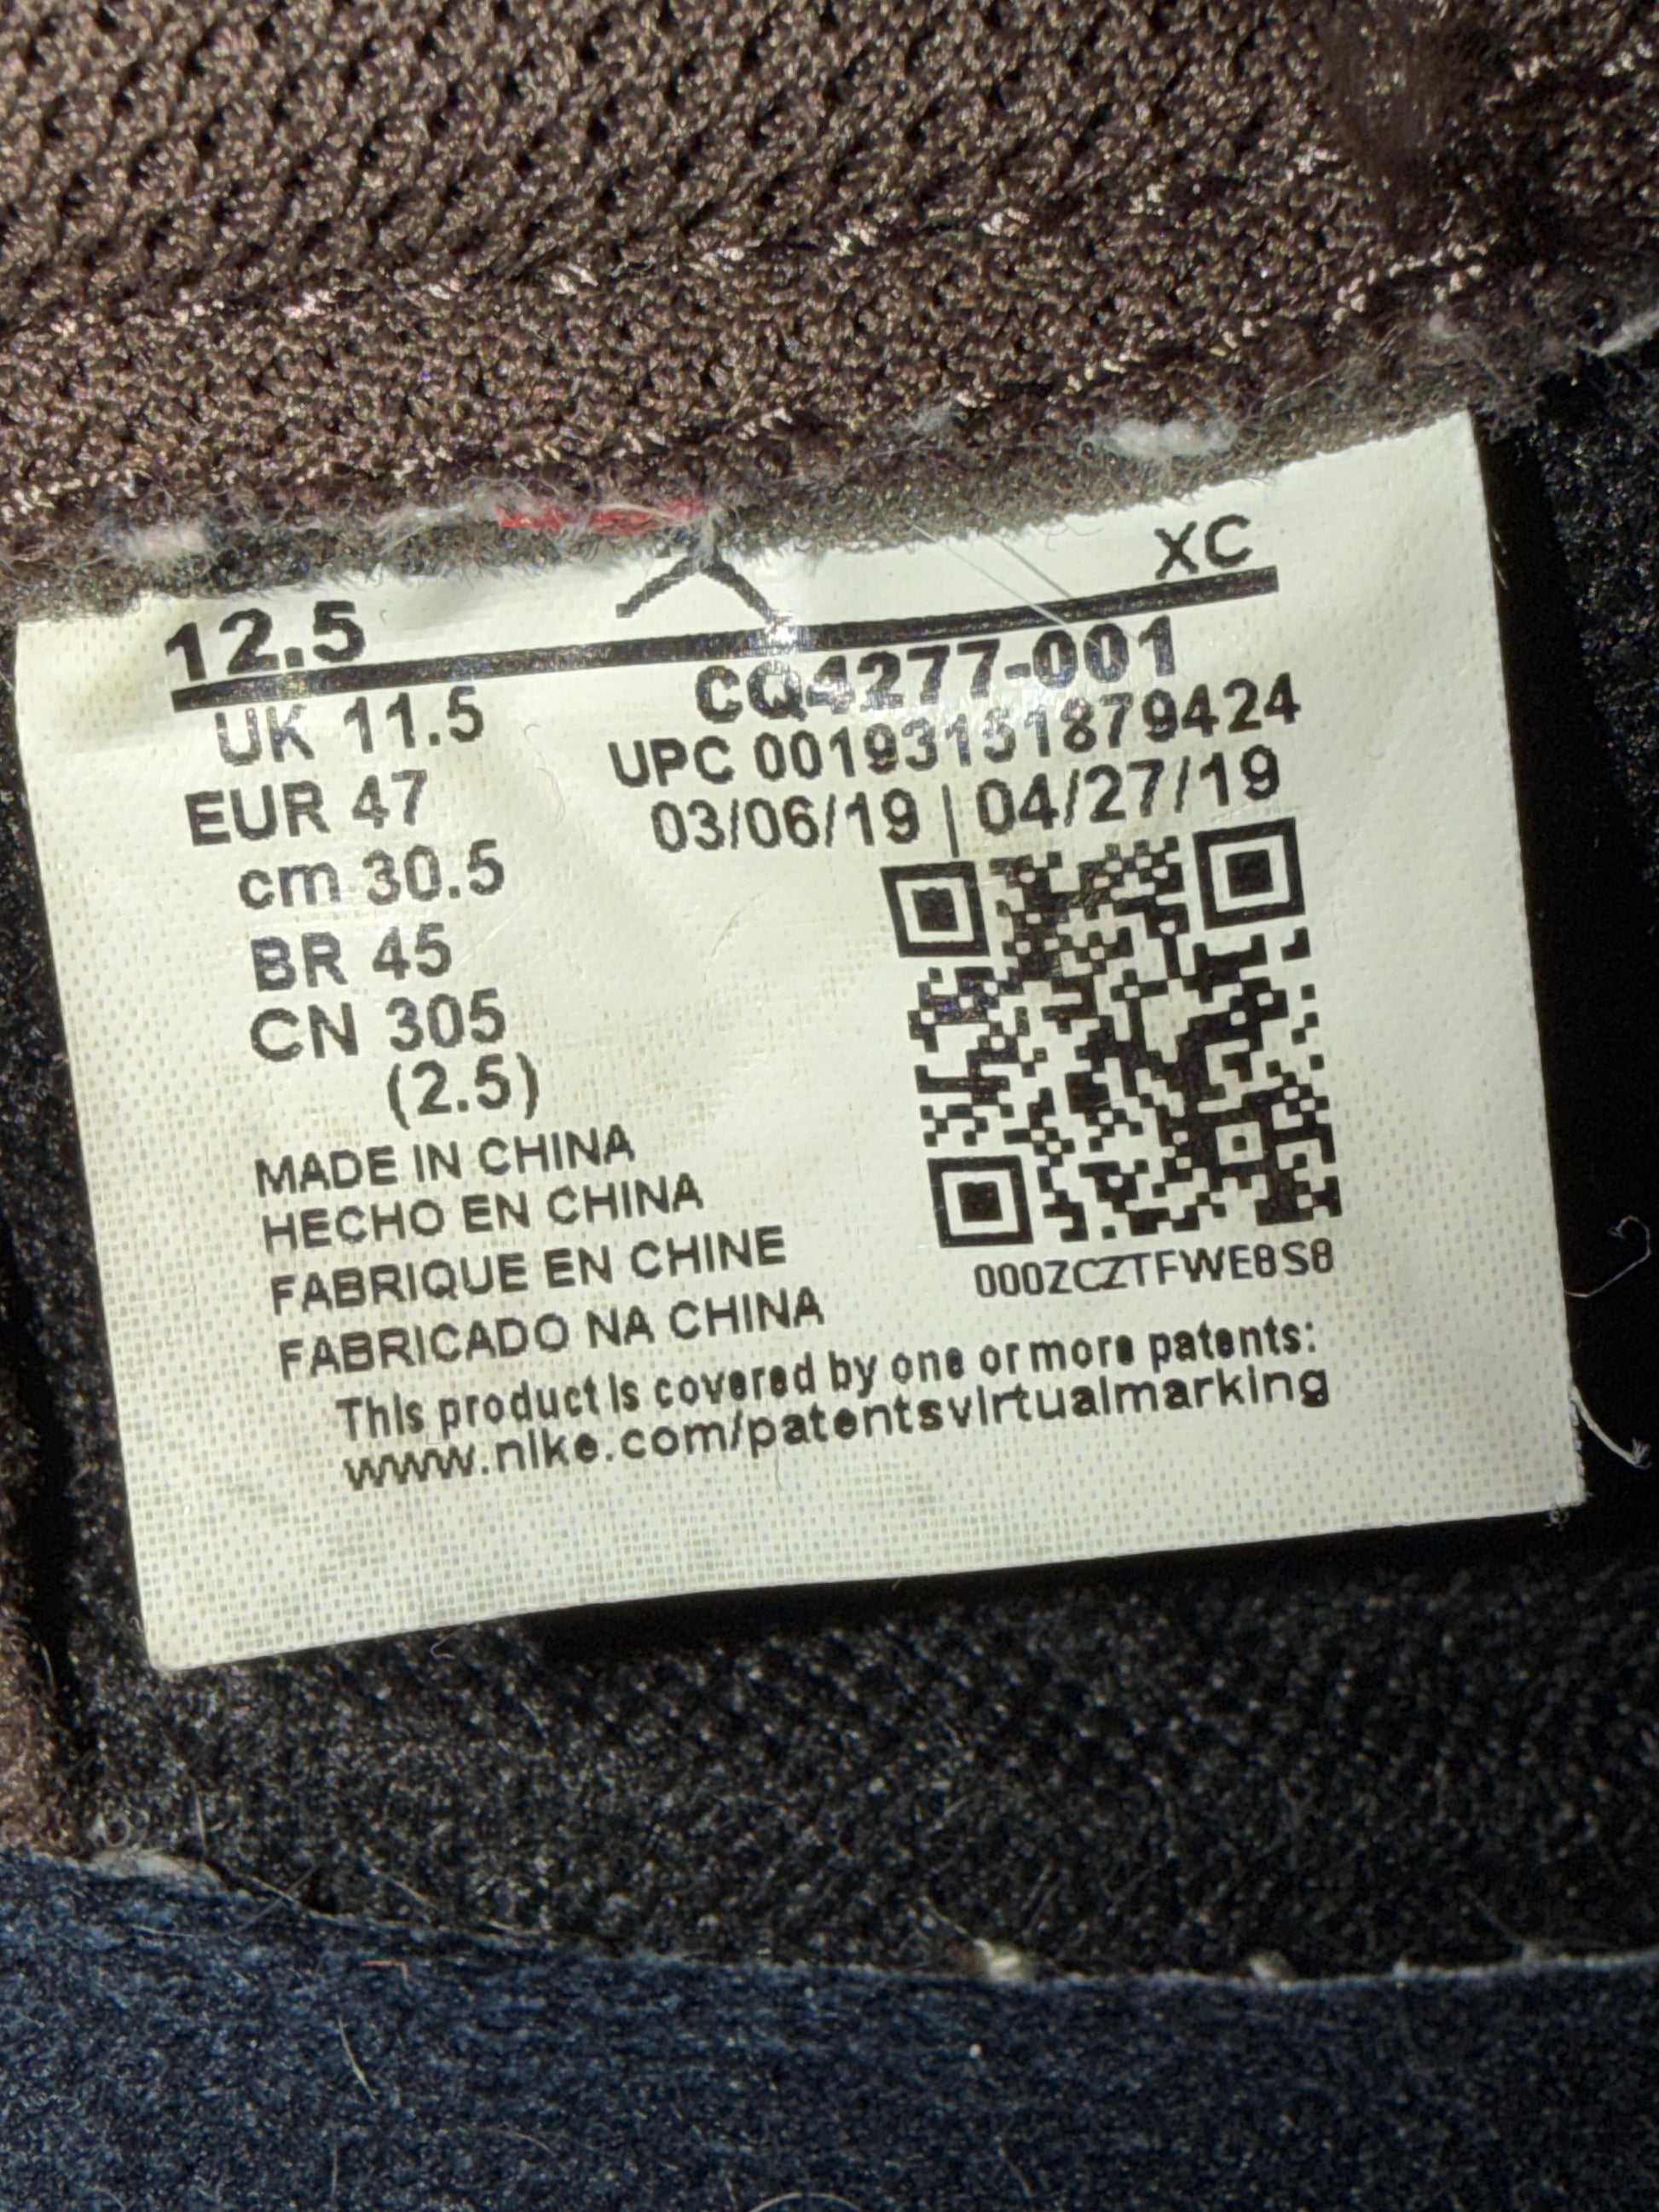 12.5 XC
UK 11.5 CQ4277-001
UPC 00193151879424
EUR 47 03/06/19 | 04/27/19
cm 30.5
BR 45
CN 305
(2.5)
MADE IN CHINA
HECHO EN CHINA
FABRIQUE EN CHINE
FABRICADO NA CHINA
000ZCZTFWE8S8
This product is covered by one or more patents:
www.nike.com/patentsvirtualmarking